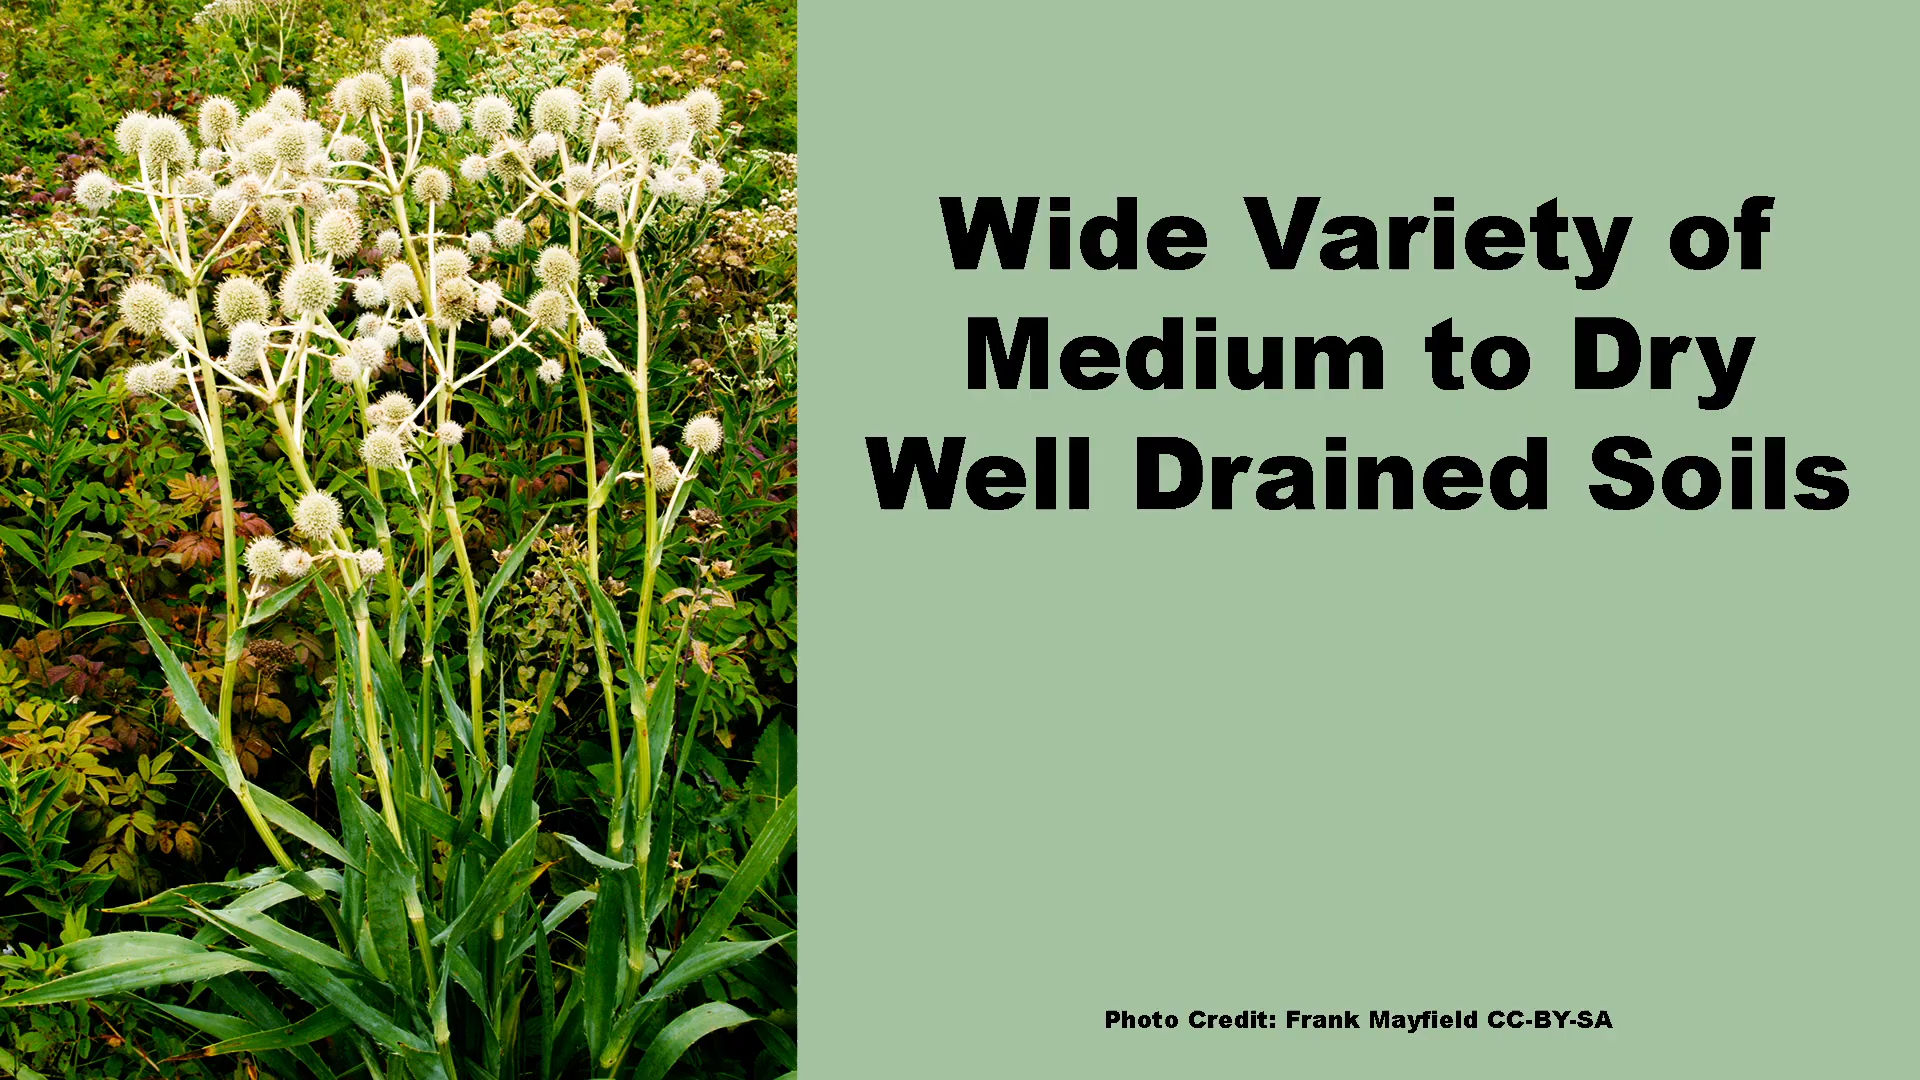 Wide Variety of
Medium to Dry
Well Drained Soils
Photo Credit: Frank Mayfield CC-BY-SA